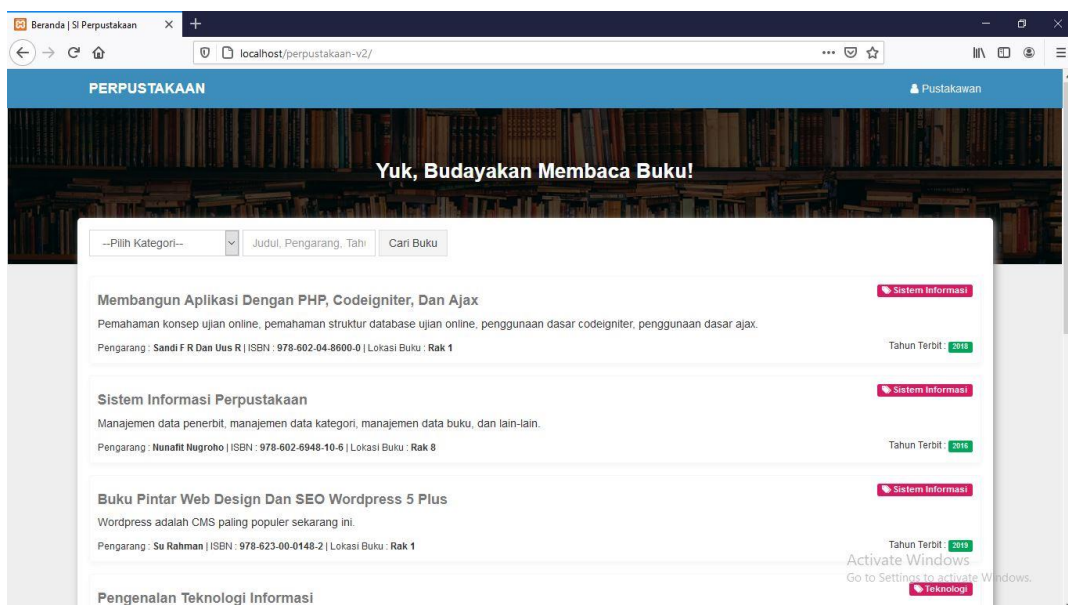 Beranda | SI Perpustakaan
localhost/perpustakaan-v2/
PERPUSTAKAAN
Pustakawan
Yuk, Budayakan Membaca Buku!
--Pilih Kategori-- Judul, Pengarang, Tahu Cari Buku
Sistem Informasi
Membangun Aplikasi Dengan PHP, Codeigniter, Dan Ajax
Pemahaman konsep ujian online, pemahaman struktur database ujian online, penggunaan dasar codeigniter, penggunaan dasar ajax.
Pengarang : Sandi F R Dan Uus R | ISBN : 978-602-04-8600-0 | Lokasi Buku : Rak 1
Tahun Terbit : 2018
Sistem Informasi
Sistem Informasi Perpustakaan
Manajemen data penerbit, manajemen data kategori, manajemen data buku, dan lain-lain.
Pengarang : Nunafit Nugroho | ISBN : 978-602-6948-10-6 | Lokasi Buku : Rak 8
Tahun Terbit : 2016
Sistem Informasi
Buku Pintar Web Design Dan SEO Wordpress 5 Plus
Wordpress adalah CMS paling populer sekarang ini.
Pengarang : Su Rahman | ISBN : 978-623-00-0148-2 | Lokasi Buku : Rak 1
Tahun Terbit : 2019
Activate Windows
Go to Settings to activate Windows.
Teknologi
Pengenalan Teknologi Informasi